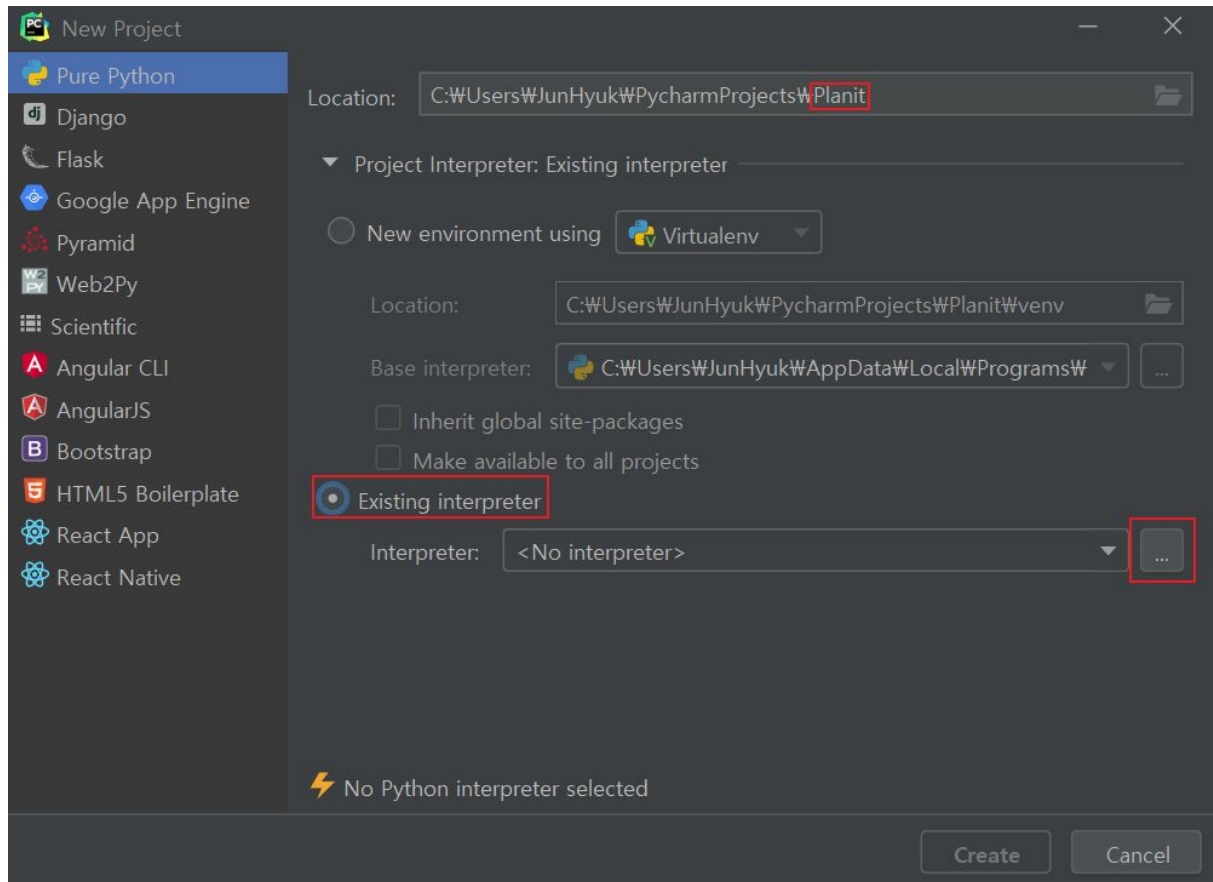 New Project
Pure Python
Django
Flask
Google App Engine
Pyramid
Web2Py
Scientific
Angular CLI
AngularJS
Bootstrap
HTML5 Boilerplate
React App
React Native
Location: C:₩Users₩JunHyuk₩PycharmProjects₩Planit
Project Interpreter: Existing interpreter
New environment using Virtualenv
Location: C:₩Users₩JunHyuk₩PycharmProjects₩Planit₩venv
Base interpreter: C:₩Users₩JunHyuk₩AppData₩Local₩Programs₩ ...
Inherit global site-packages
Make available to all projects
Existing interpreter
Interpreter: <No interpreter> ...
No Python interpreter selected
Create Cancel